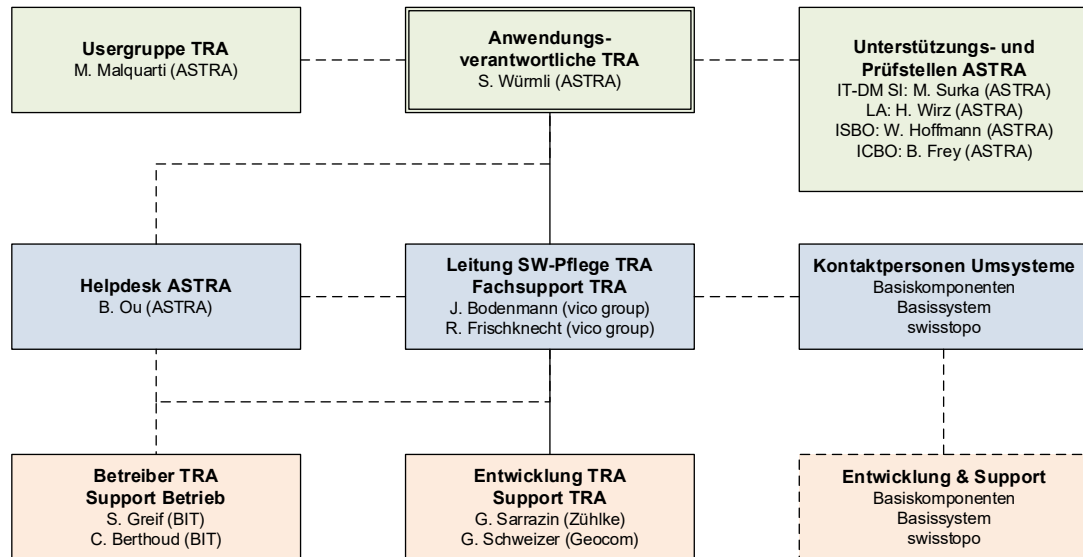 Usergruppe TRA
M. Malquarti (ASTRA)
Anwendungs-
verantwortliche TRA
S. Würmli (ASTRA)
Unterstützungs- und
Prüfstellen ASTRA
IT-DM SI: M. Surka (ASTRA)
LA: H. Wirz (ASTRA)
ISBO: W. Hoffmann (ASTRA)
ICBO: B. Frey (ASTRA)
Helpdesk ASTRA
B. Ou (ASTRA)
Leitung SW-Pflege TRA
Fachsupport TRA
J. Bodenmann (vico group)
R. Frischknecht (vico group)
Kontaktpersonen Umsysteme
Basiskomponenten
Basissystem
swisstopo
Betreiber TRA
Support Betrieb
S. Greif (BIT)
C. Berthoud (BIT)
Entwicklung TRA
Support TRA
G. Sarrazin (Zühlke)
G. Schweizer (Geocom)
Entwicklung & Support
Basiskomponenten
Basissystem
swisstopo